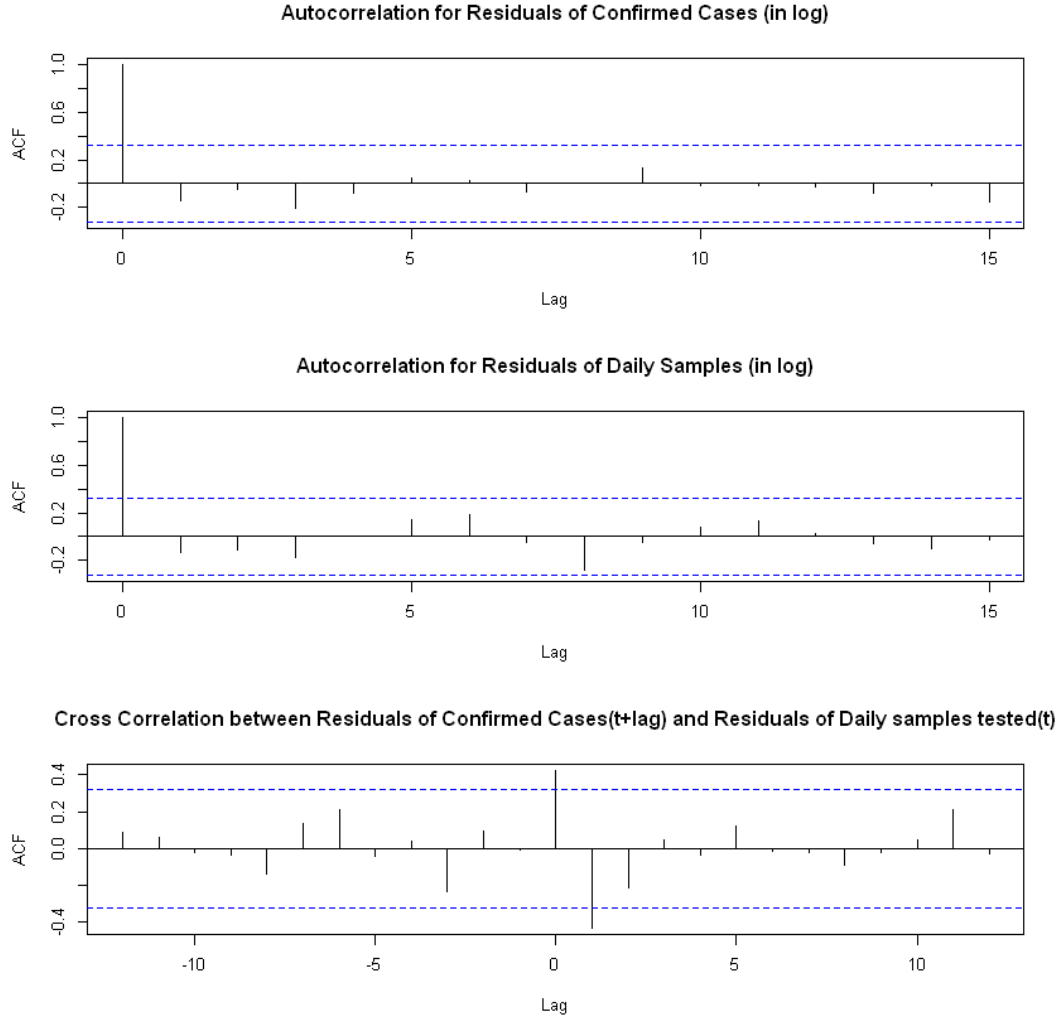 Autocorrelation for Residuals of Confirmed Cases (in log)
ACF
1.0
0.6
0.2
-0.2
0 5 10 15
Lag
Autocorrelation for Residuals of Daily Samples (in log)
ACF
1.0
0.6
0.2
-0.2
0 5 10 15
Lag
Cross Correlation between Residuals of Confirmed Cases(t+lag) and Residuals of Daily samples tested(t)
ACF
0.4
0.2
0.0
-0.4
-10 -5 0 5 10
Lag